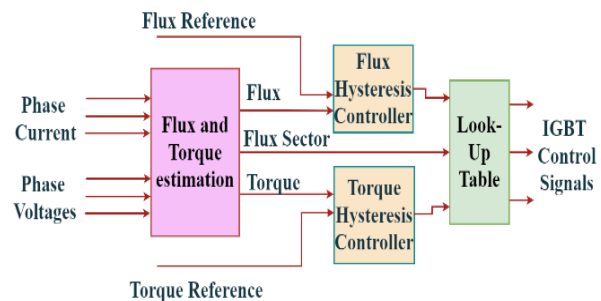 Flux Reference
Phase
Current
Phase
Voltages
Flux and
Torque
estimation
Flux
Flux Sector
Torque
Torque Reference
Flux
Hysteresis
Controller
Torque
Hysteresis
Controller
Look-
Up
Table
IGBT
Control
Signals